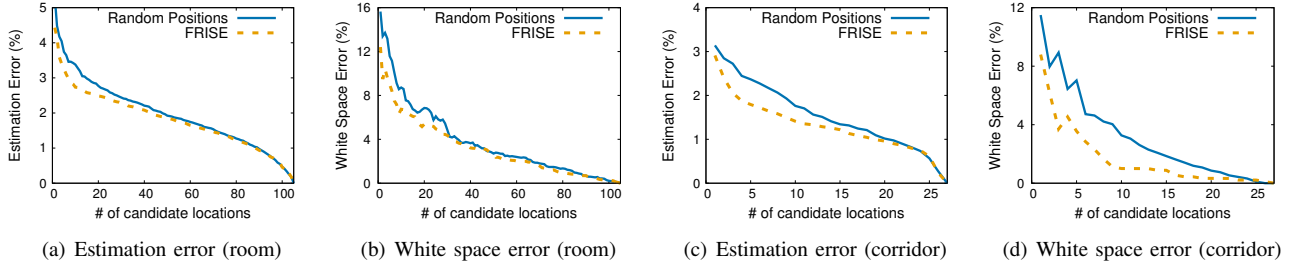 Random Positions
FRISE
Estimation Error (%)
5
4
3
2
1
0
0 20 40 60 80 100
# of candidate locations
(a) Estimation error (room)
Random Positions
FRISE
White Space Error (%)
16
12
8
4
0
0 20 40 60 80 100
# of candidate locations
(b) White space error (room)
Random Positions
FRISE
Estimation Error (%)
4
3
2
1
0
0 5 10 15 20 25
# of candidate locations
(c) Estimation error (corridor)
Random Positions
FRISE
White Space Error (%)
12
8
4
0
0 5 10 15 20 25
# of candidate locations
(d) White space error (corridor)